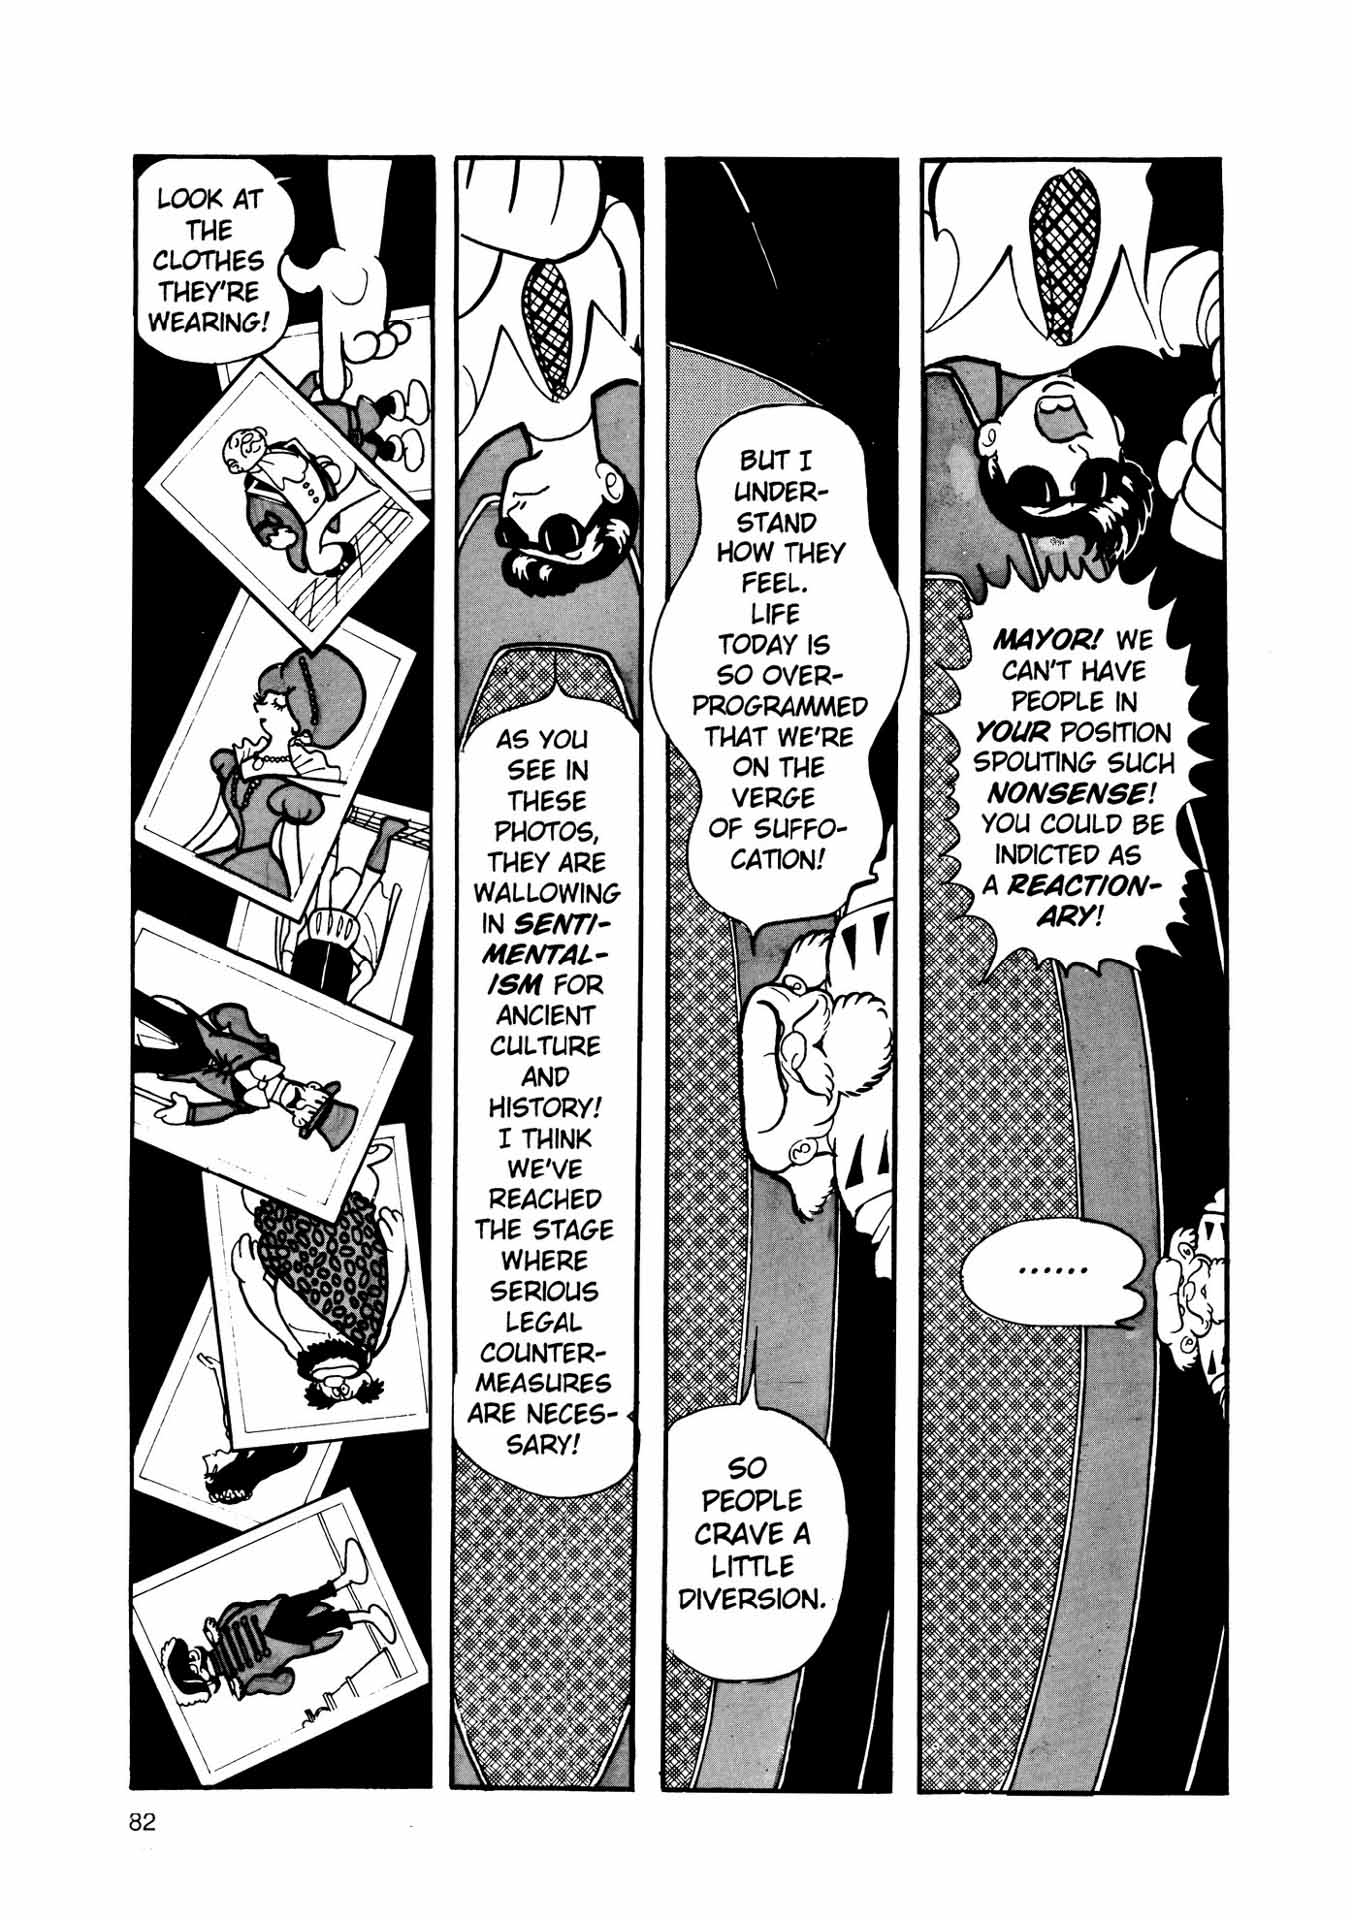 LOOK AT
THE
CLOTHES
THEY'RE
WEARING!
AS YOU
SEE IN
THESE
PHOTOS,
THEY ARE
WALLOWING
IN SENTI-
MENTAL-
ISM FOR
ANCIENT
CULTURE
AND
HISTORY!
I THINK
WE'VE
REACHED
THE STAGE
WHERE
SERIOUS
LEGAL
COUNTER-
MEASURES
ARE NECES-
SARY!
BUT I
UNDER-
STAND
HOW THEY
FEEL.
LIFE
TODAY IS
SO OVER-
PROGRAMMED
THAT WE'RE
ON THE
VERGE
OF SUFFO-
CATION!
SO
PEOPLE
CRAVE A
LITTLE
DIVERSION.
MAYOR! WE
CAN'T HAVE
PEOPLE IN
YOUR POSITION
SPOUTING SUCH
NONSENSE!
YOU COULD BE
INDICTED AS
A REACTION-
ARY!
......
82